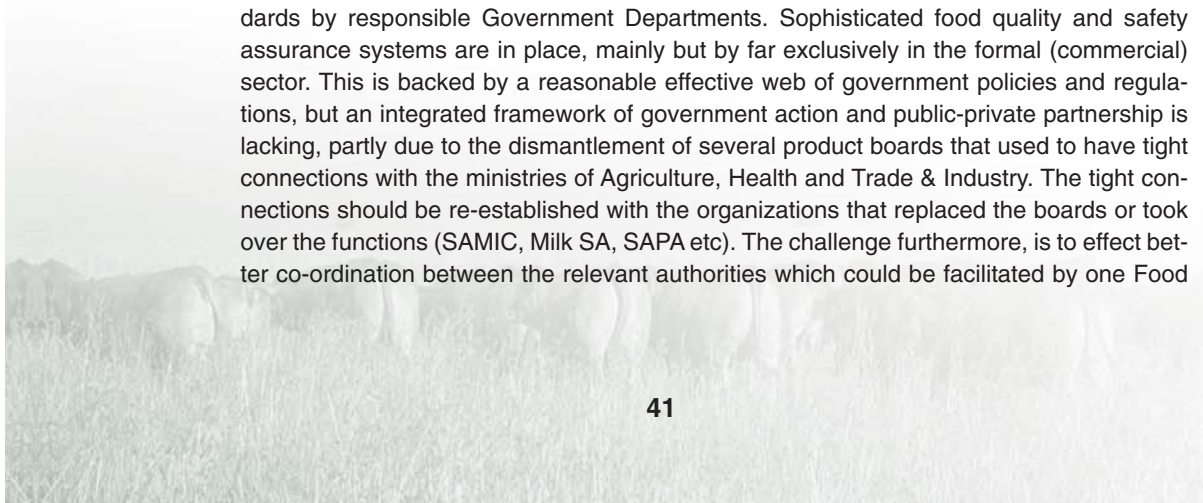 dards by responsible Government Departments. Sophisticated food quality and safety
assurance systems are in place, mainly but by far exclusively in the formal (commercial)
sector. This is backed by a reasonable effective web of government policies and regula-
tions, but an integrated framework of government action and public-private partnership is
lacking, partly due to the dismantlement of several product boards that used to have tight
connections with the ministries of Agriculture, Health and Trade & Industry. The tight con-
nections should be re-established with the organizations that replaced the boards or took
over the functions (SAMIC, Milk SA, SAPA etc). The challenge furthermore, is to effect bet-
ter co-ordination between the relevant authorities which could be facilitated by one Food
41